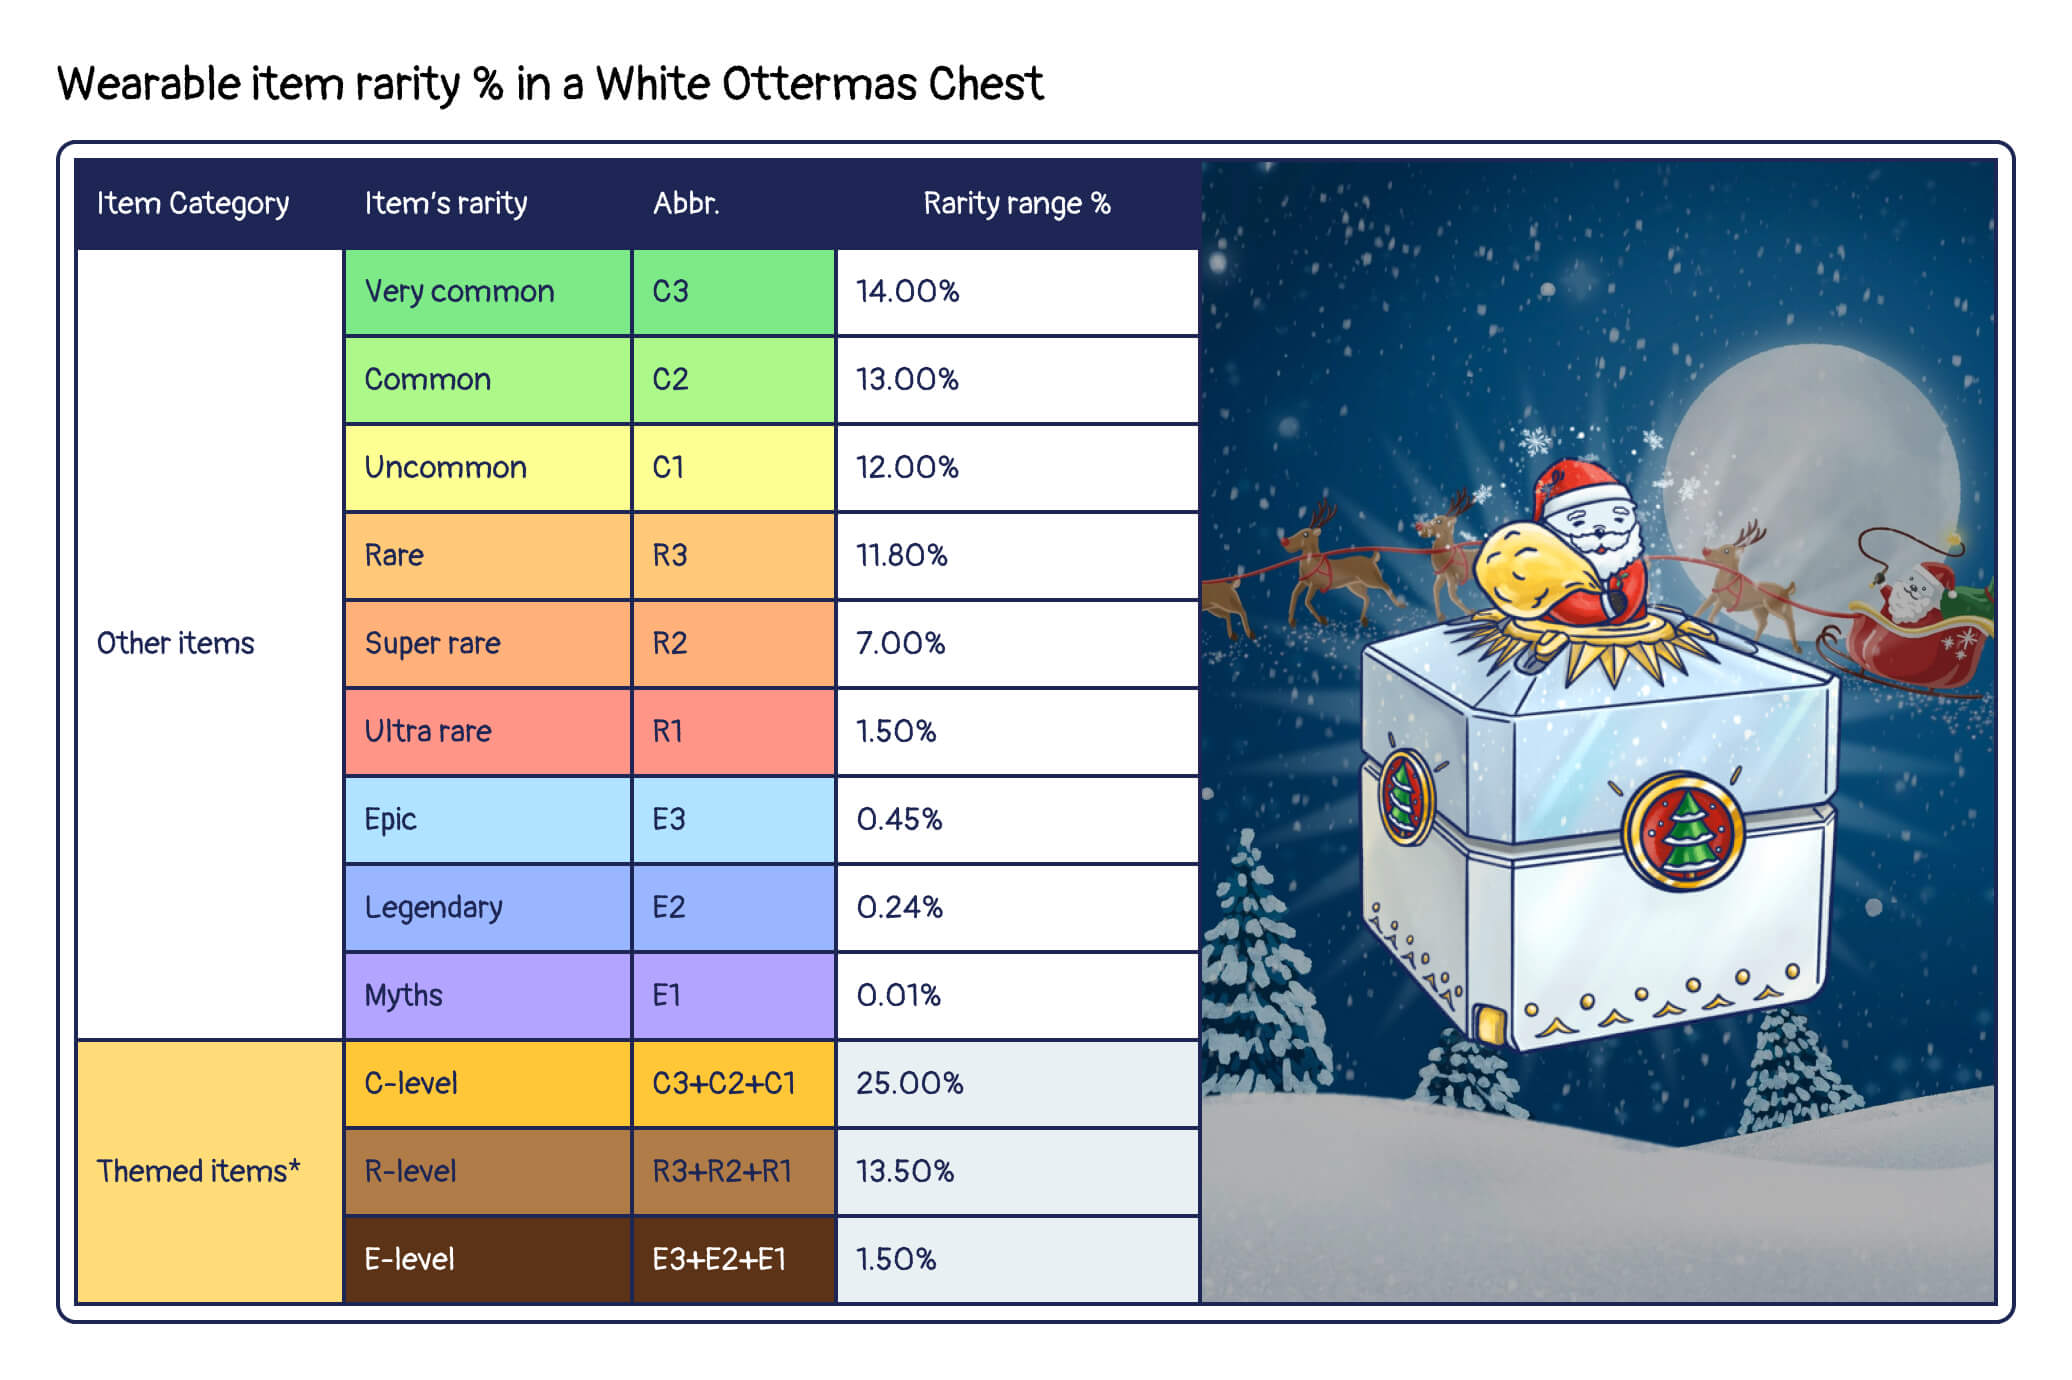 Wearable item rarity % in a White Ottermas Chest
Item Category Item's rarity Abbr. Rarity range %
Other items
Very common C3 14.00%
Common C2 13.00%
Uncommon C1 12.00%
Rare R3 11.80%
Super rare R2 7.00%
Ultra rare R1 1.50%
Epic E3 0.45%
Legendary E2 0.24%
Myths E1 0.01%
Themed items*
C-level C3+C2+C1 25.00%
R-level R3+R2+R1 13.50%
E-level E3+E2+E1 1.50%